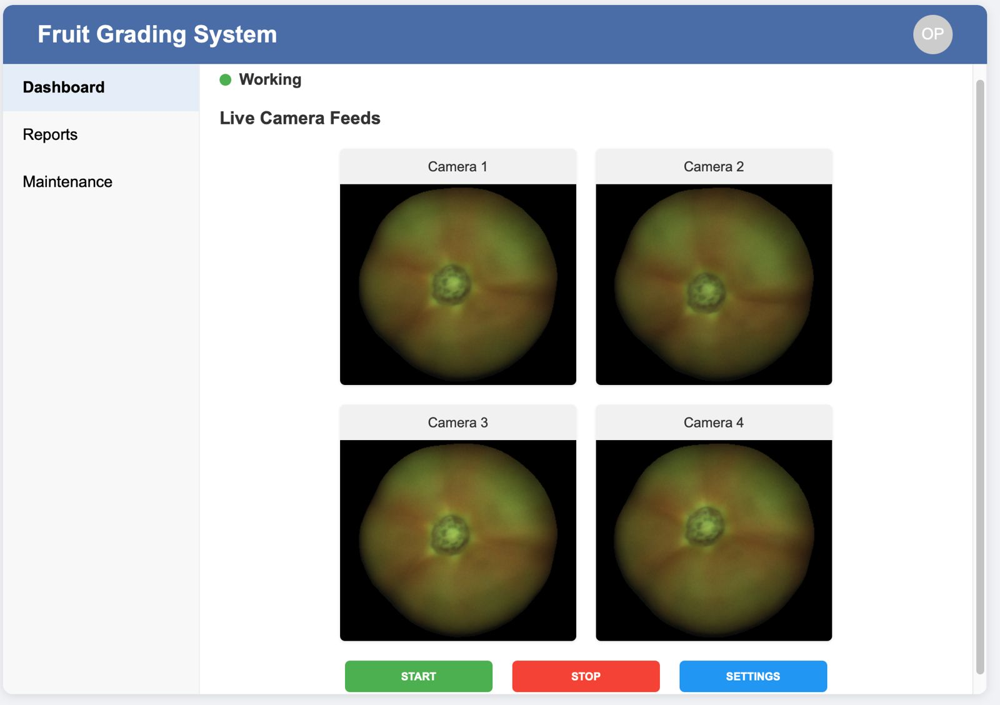 Fruit Grading System
OP
Dashboard
Reports
Maintenance
Working
Live Camera Feeds
Camera 1
Camera 2
Camera 3
Camera 4
START
STOP
SETTINGS